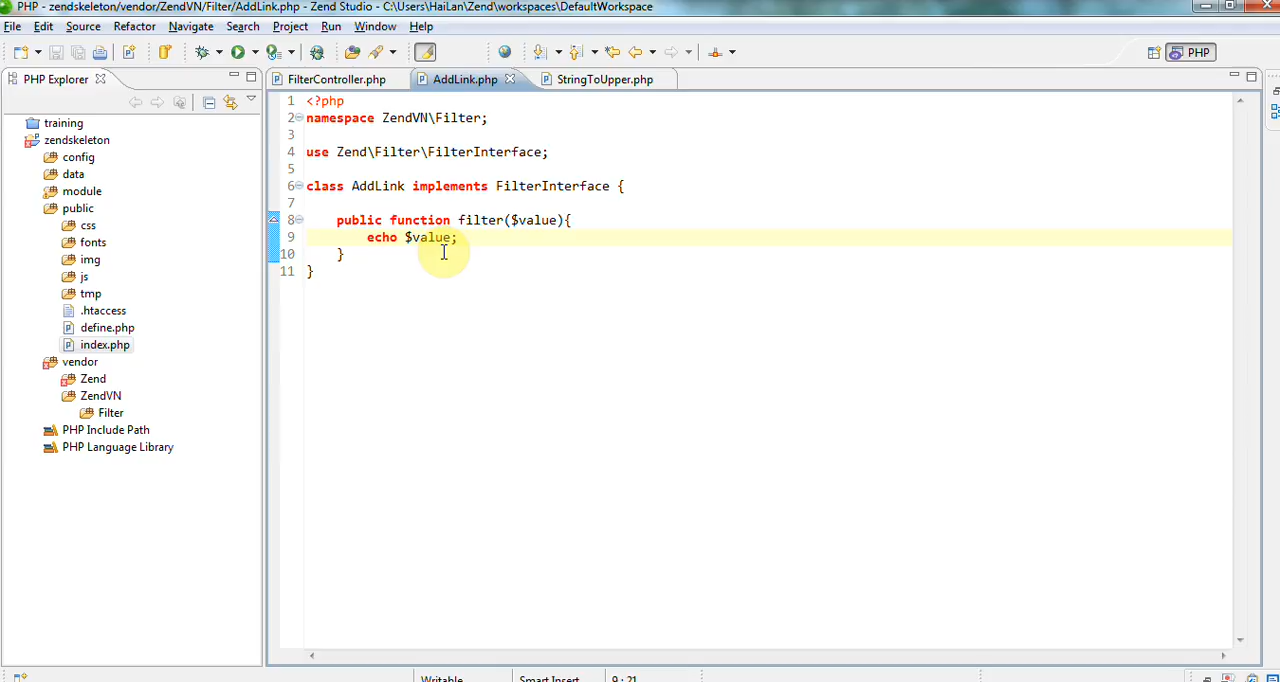 PHP - zendskeleton/vendor/ZendVN/Filter/AddLink.php - Zend Studio - C:\Users\HaiLan\Zend\workspaces\DefaultWorkspace
File Edit Source Refactor Navigate Search Project Run Window Help
PHP
PHP Explorer
FilterController.php AddLink.php StringToUpper.php
training
zendskeleton
config
data
module
public
css
fonts
img
js
tmp
.htaccess
define.php
index.php
vendor
Zend
ZendVN
Filter
PHP Include Path
PHP Language Library
1 <?php
2 namespace ZendVN\Filter;
3
4 use Zend\Filter\FilterInterface;
5
6 class AddLink implements FilterInterface {
7
8 public function filter($value){
9 echo $value;
10 }
11 }
Writable Smart Insert 9 : 21